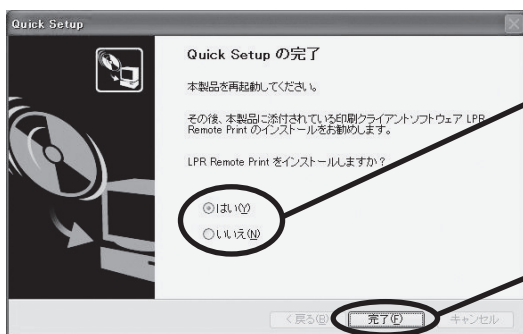 Quick Setup
Quick Setup の完了
本製品を再起動してください。
その後、本製品に添付されている印刷クライアントソフトウェア LPR
Remote Print のインストールをお勧めします。
LPR Remote Print をインストールしますか？
はい(Y)
いいえ(N)
< 戻る(B)
完了(F)
キャンセル